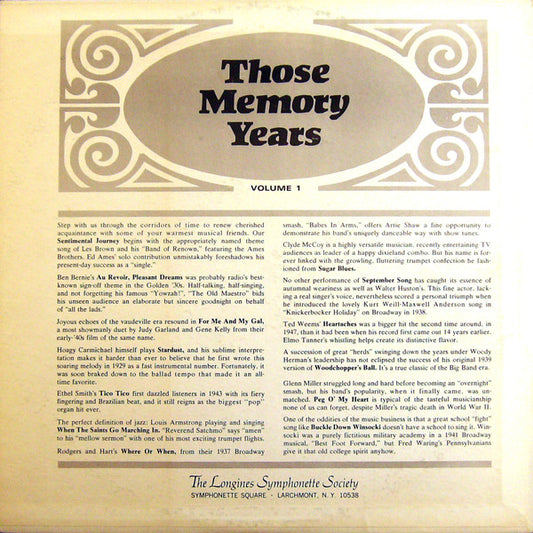 Those
Memory
Years
VOLUME 1
Step with us through the corridors of time to renew cherished
acquaintance with some of your warmest musical friends. Our
Sentimental Journey begins with the appropriately named theme
song of Les Brown and his "Band of Renown," featuring the Ames
Brothers. Ed Ames' solo contribution unmistakably foreshadows his
present-day success as a "single."
Ben Bernie's Au Revoir, Pleasant Dreams was probably radio's best-
known sign-off theme in the Golden '30s. Half-talking, half-singing,
and not forgetting his famous "Yowzah!", "The Old Maestro" bids
his unseen audience an elaborate but sincere goodnight on behalf
of "all the lads."
Joyous echoes of the vaudeville era resound in For Me And My Gal,
a most showmanly duet by Judy Garland and Gene Kelly from their
early-'40s film of the same name.
Hoagy Carmichael himself plays Stardust, and his sublime interpre-
tation makes it harder than ever to believe that he first wrote this
soaring melody in 1929 as a fast instrumental number. Fortunately, it
was soon braked down to the ballad tempo that made it an all-
time favorite.
Ethel Smith's Tico Tico first dazzled listeners in 1943 with its fiery
fingering and Brazilian beat, and it still reigns as the biggest "pop"
organ hit ever.
The perfect definition of jazz: Louis Armstrong playing and singing
When The Saints Go Marching In. "Reverend Satchmo" says "amen"
to his "mellow sermon" with one of his most exciting trumpet flights.
Rodgers and Hart's Where Or When, from their 1937 Broadway
smash, "Babes In Arms," offers Artie Shaw a fine opportunity to
demonstrate his band's uniquely danceable way with show tunes.
Clyde McCoy is a highly versatile musician, recently entertaining TV
audiences as leader of a happy dixieland combo. But his name is for-
ever linked with the growling, fluttering trumpet confection he fash-
ioned from Sugar Blues.
No other performance of September Song has caught its essence of
autumnal weariness as well as Walter Huston's. This fine actor, lack-
ing a real singer's voice, nevertheless scored a personal triumph when
he introduced the lovely Kurt Weill-Maxwell Anderson song in
"Knickerbocker Holiday" on Broadway in 1938.
Ted Weems' Heartaches was a bigger hit the second time around, in
1947, than it had been when his record first came out 14 years earlier.
Elmo Tanner's whistling helps create its distinctive flavor.
A succession of great "herds" swinging down the years under Woody
Herman's leadership has not eclipsed the success of his original 1939
version of Woodchopper's Ball. It's a true classic of the Big Band era.
Glenn Miller struggled long and hard before becoming an "overnight"
smash, but his band's popularity, when it finally came, was un-
matched. Peg O' My Heart is typical of the tasteful musicianship
none of us can forget, despite Miller's tragic death in World War II.
One of the oddities of the music business is that a great school "fight"
song like Buckle Down Winsocki doesn't have a school to sing it. Win-
socki was a purely fictitious military academy in a 1941 Broadway
musical, "Best Foot Forward," but Fred Waring's Pennsylvanians
give it that old college spirit anyhow.
The Longines Symphonette Society
SYMPHONETTE SQUARE · LARCHMONT, N. Y. 10538